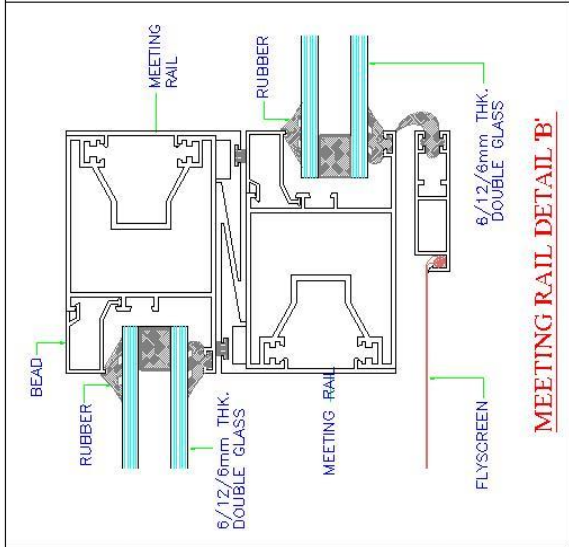 BEAD
RUBBER
6/12/6mm THK.
DOUBLE GLASS
MEETING
RAIL
MEETING RAIL
RUBBER
6/12/6mm THK.
DOUBLE GLASS
FLYSCREEN
MEETING RAIL DETAIL 'B'